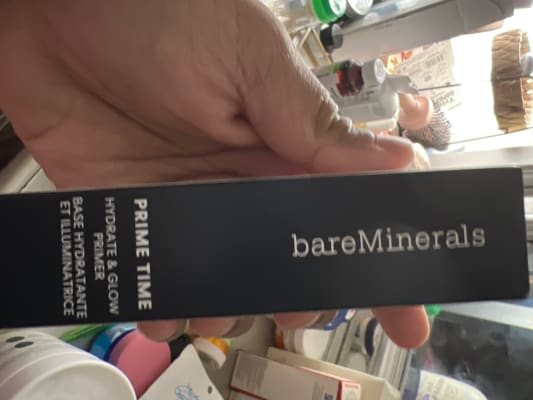 bareMinerals
PRIME TIME
HYDRATE & GLOW
PRIMER
BASE HYDRATANTE
ET ILLUMINATRICE